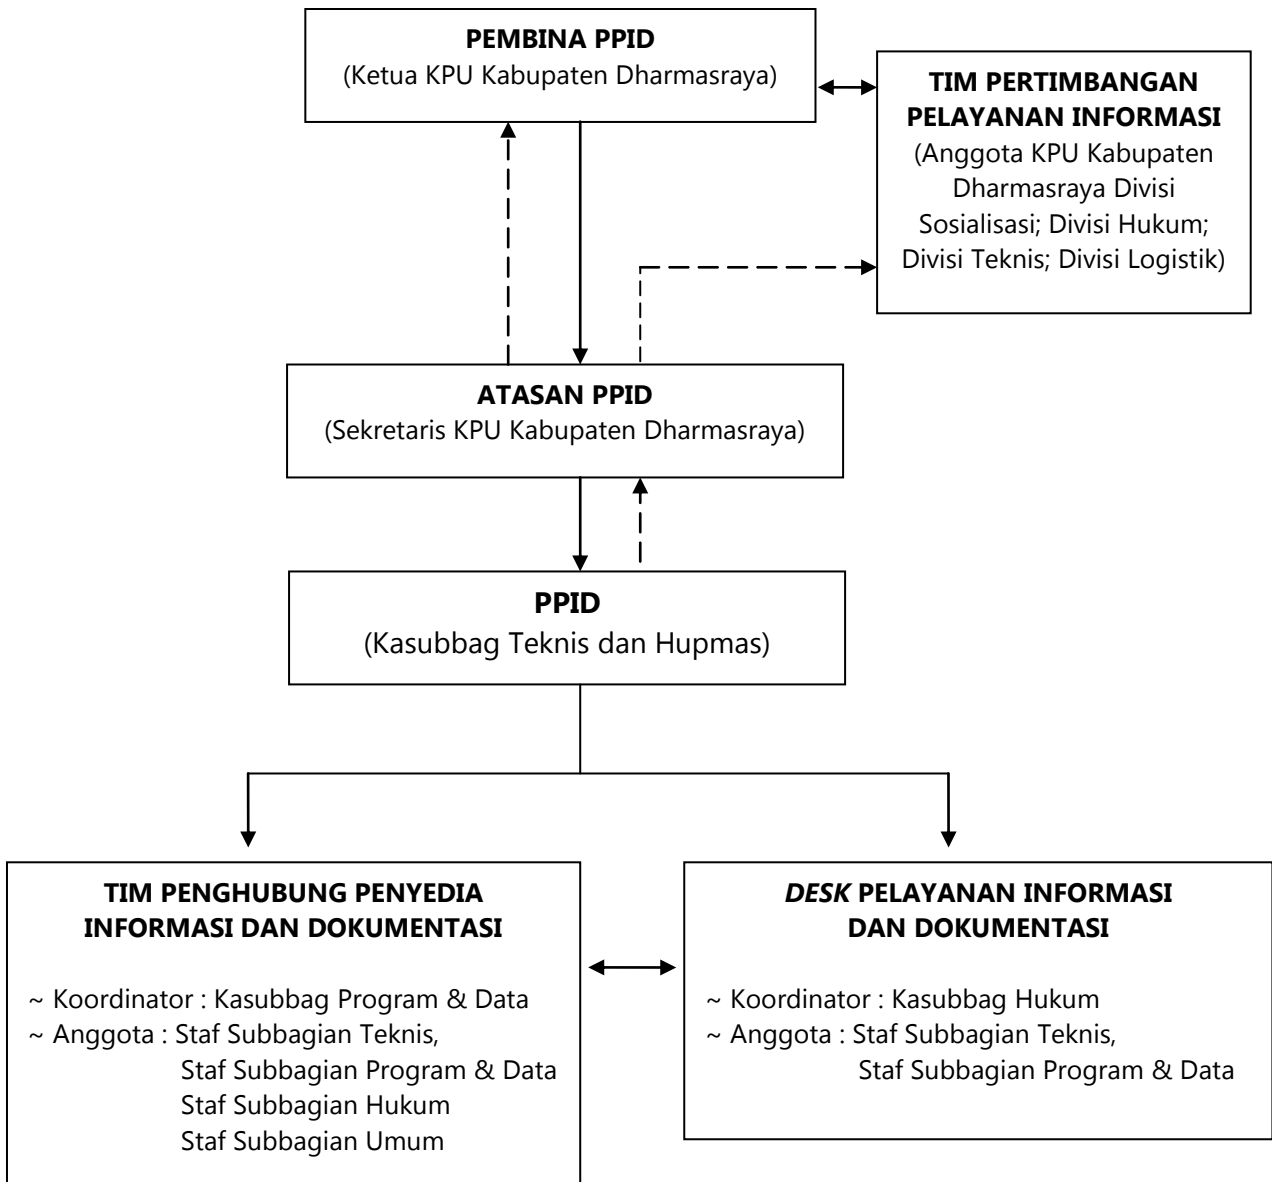 PEMBINA PPID
(Ketua KPU Kabupaten Dharmasraya)
TIM PERTIMBANGAN
PELAYANAN INFORMASI
(Anggota KPU Kabupaten
Dharmasraya Divisi
Sosialisasi; Divisi Hukum;
Divisi Teknis; Divisi Logistik)
ATASAN PPID
(Sekretaris KPU Kabupaten Dharmasraya)
PPID
(Kasubbag Teknis dan Hupmas)
TIM PENGHUBUNG PENYEDIA
INFORMASI DAN DOKUMENTASI
~ Koordinator : Kasubbag Program & Data
~ Anggota : Staf Subbagian Teknis,
Staf Subbagian Program & Data
Staf Subbagian Hukum
Staf Subbagian Umum
DESK PELAYANAN INFORMASI
DAN DOKUMENTASI
~ Koordinator : Kasubbag Hukum
~ Anggota : Staf Subbagian Teknis,
Staf Subbagian Program & Data